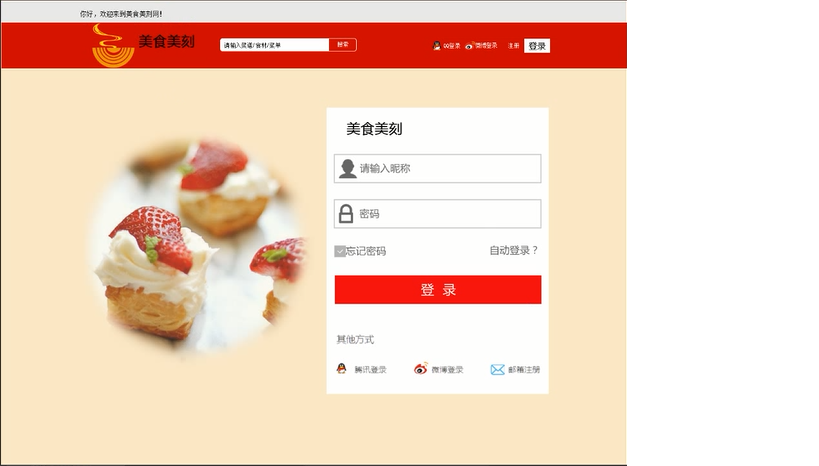 你好，欢迎来到美食美刻网！
美食美刻
请输入菜谱/食材/菜单
搜索
QQ登录
微博登录
注册
登录
美食美刻
请输入昵称
密码
忘记密码
自动登录？
登 录
其他方式
腾讯登录
微博登录
邮箱注册